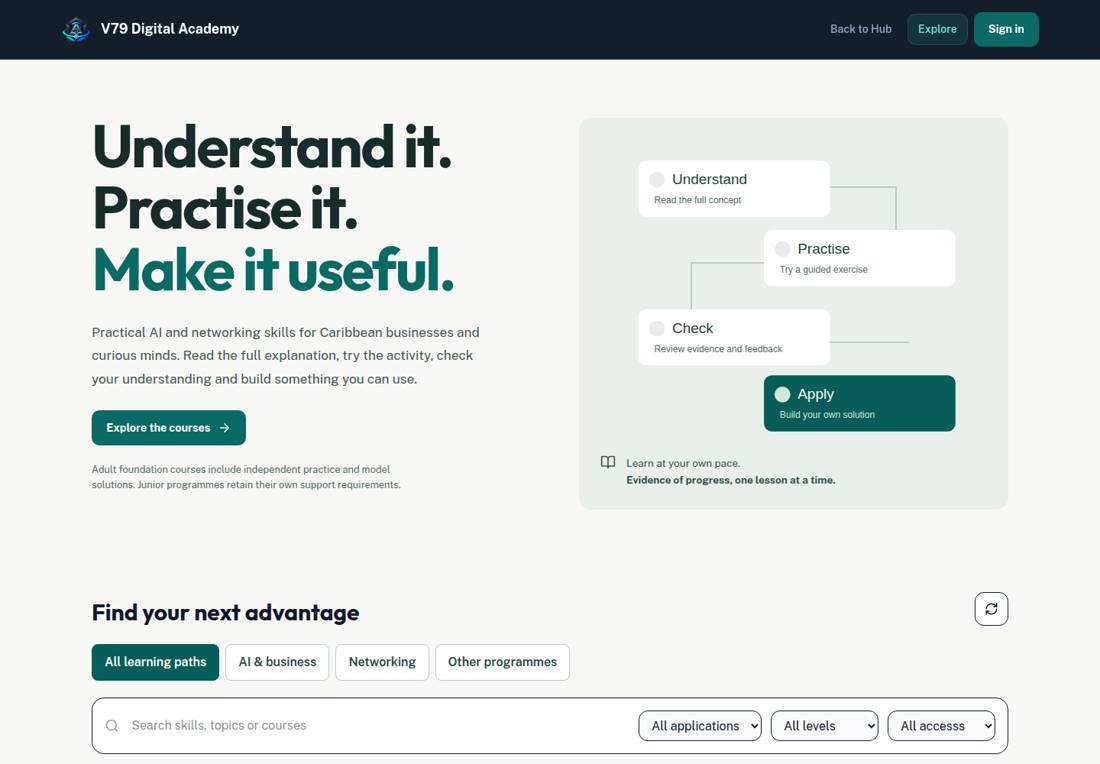 V79 Digital Academy
Back to Hub
Explore
Sign in
Understand it.
Practise it.
Make it useful.
Practical AI and networking skills for Caribbean businesses and
curious minds. Read the full explanation, try the activity, check
your understanding and build something you can use.
Explore the courses
Adult foundation courses include independent practice and model
solutions. Junior programmes retain their own support requirements.
Understand
Read the full concept
Practise
Try a guided exercise
Check
Review evidence and feedback
Apply
Build your own solution
Learn at your own pace.
Evidence of progress, one lesson at a time.
Find your next advantage
All learning paths
AI & business
Networking
Other programmes
Search skills, topics or courses
All applications
All levels
All accesss